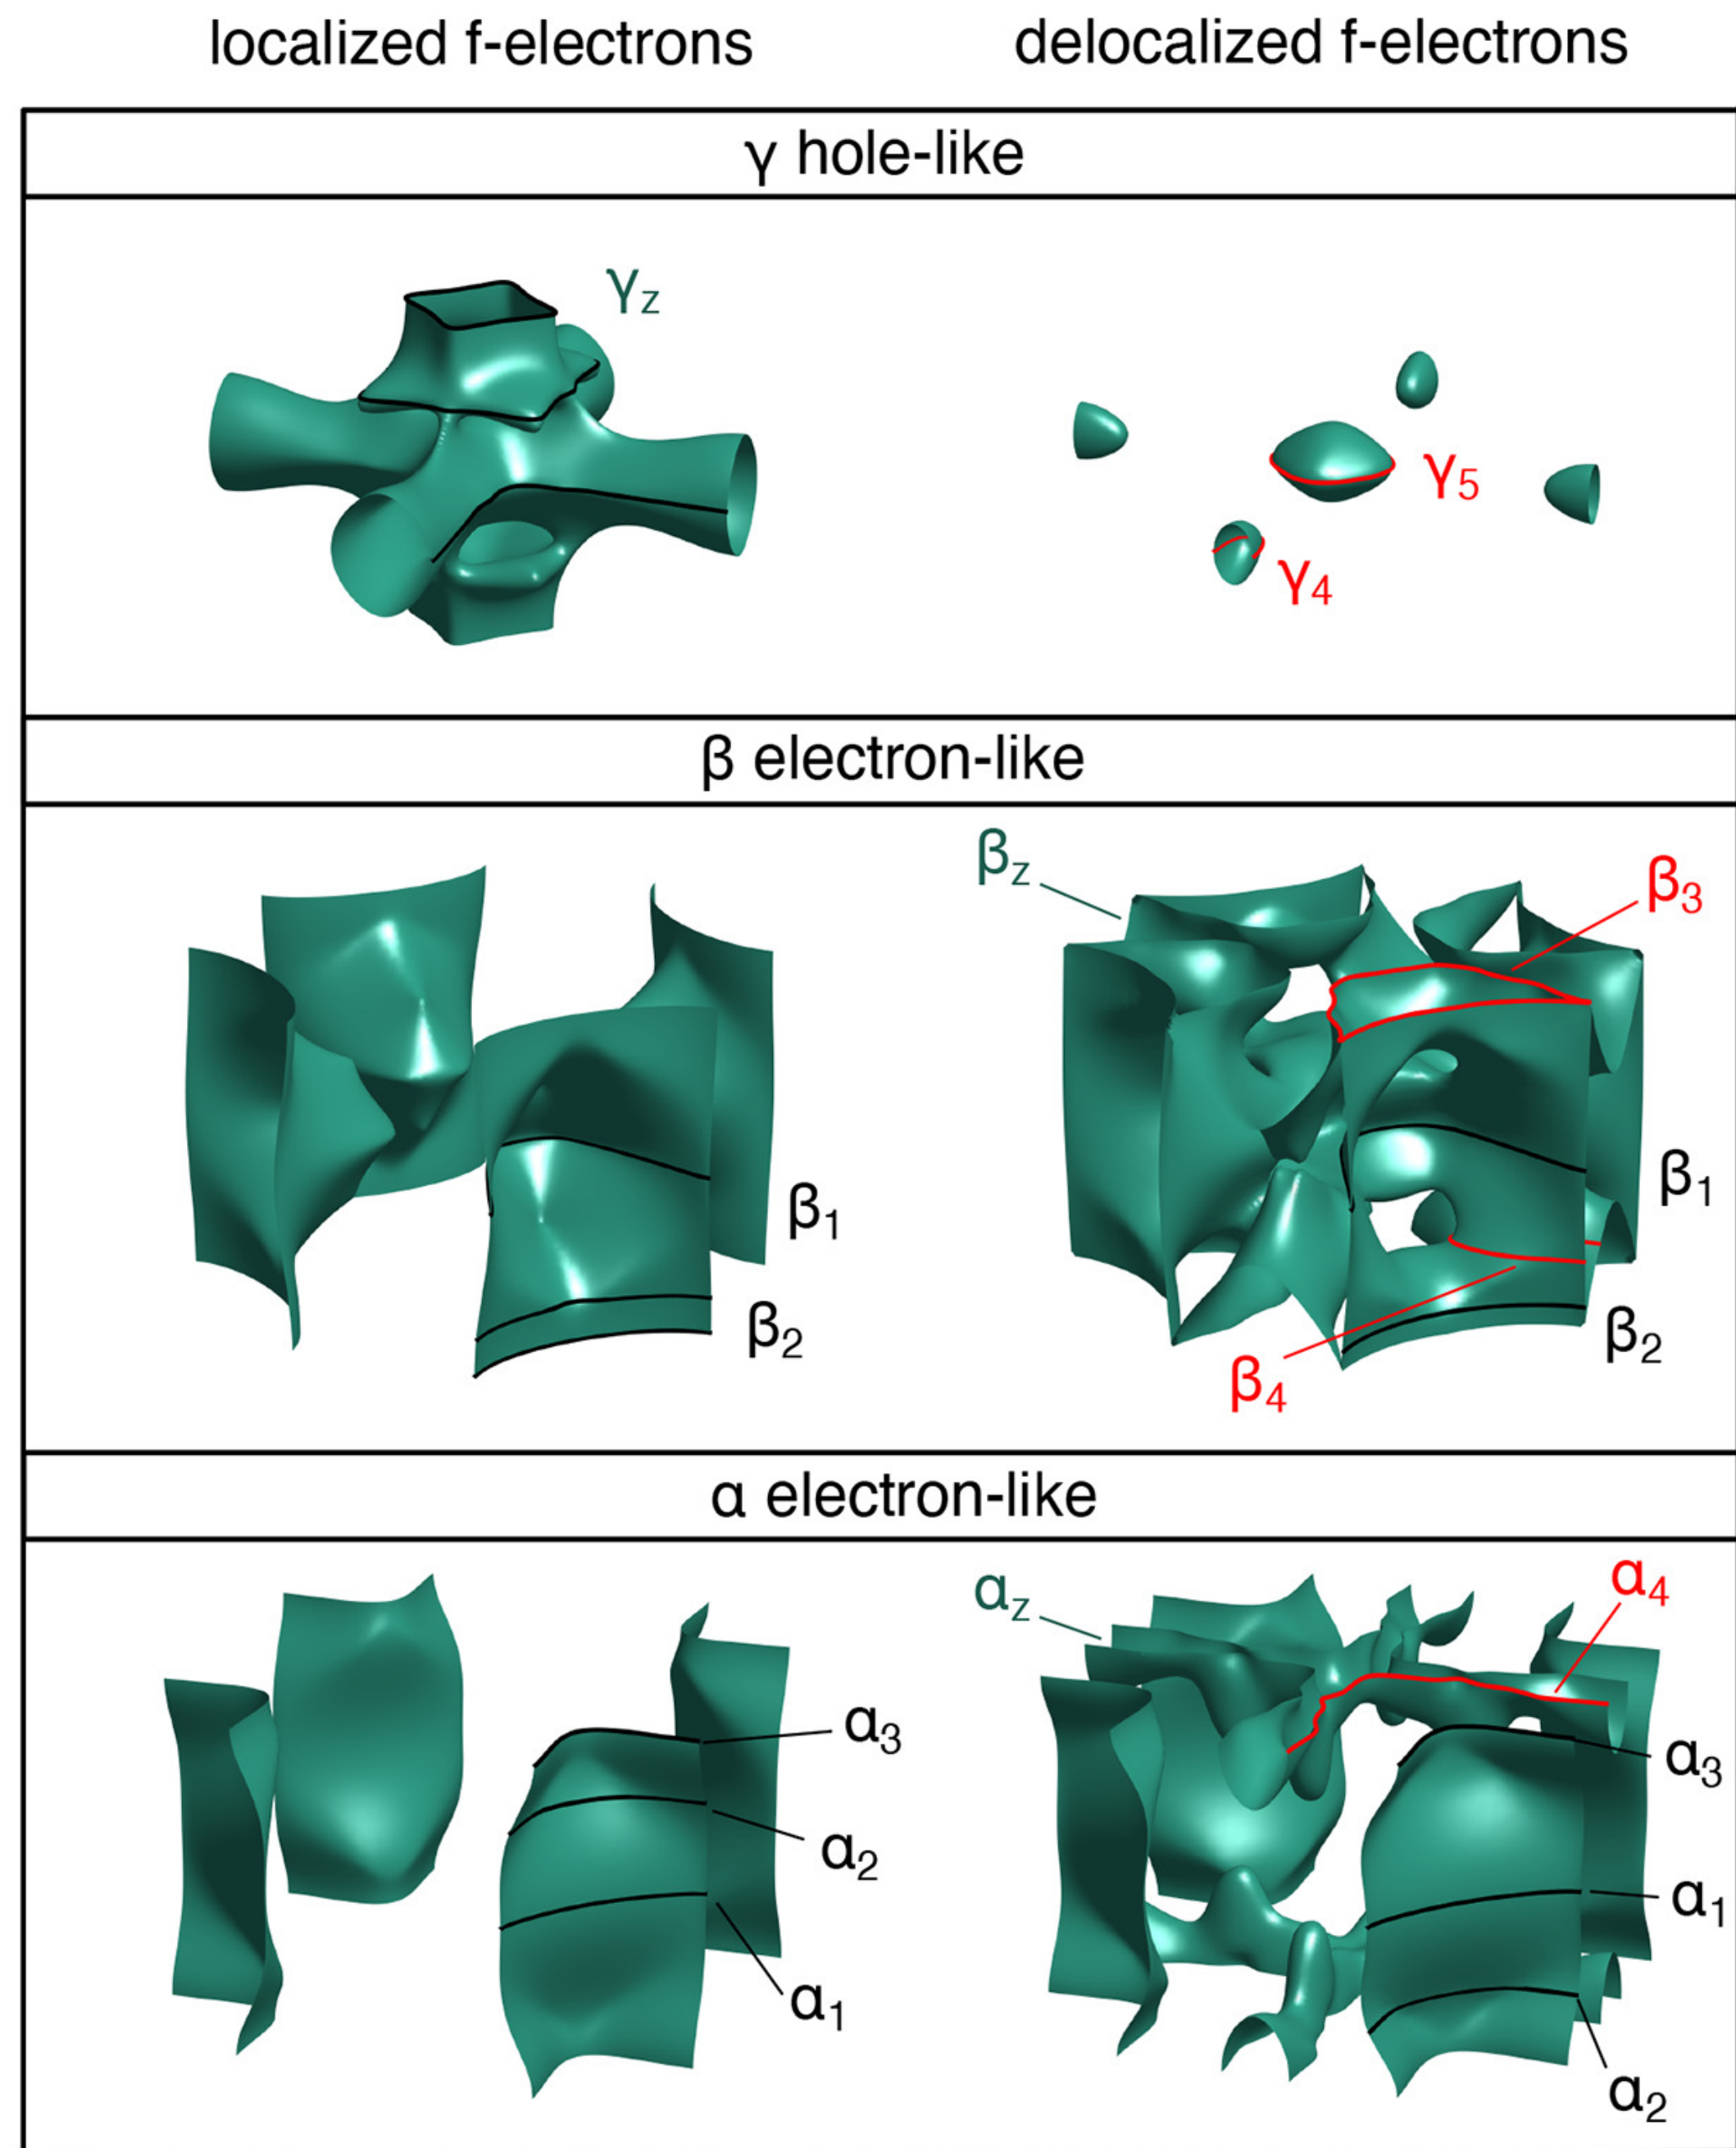 localized f-electrons
delocalized f-electrons
γ hole-like
γz
γ5
γ4
β electron-like
βz
β3
β1
β1
β2
β2
β4
α electron-like
αz
α4
α3
α3
α2
α1
α1
α2